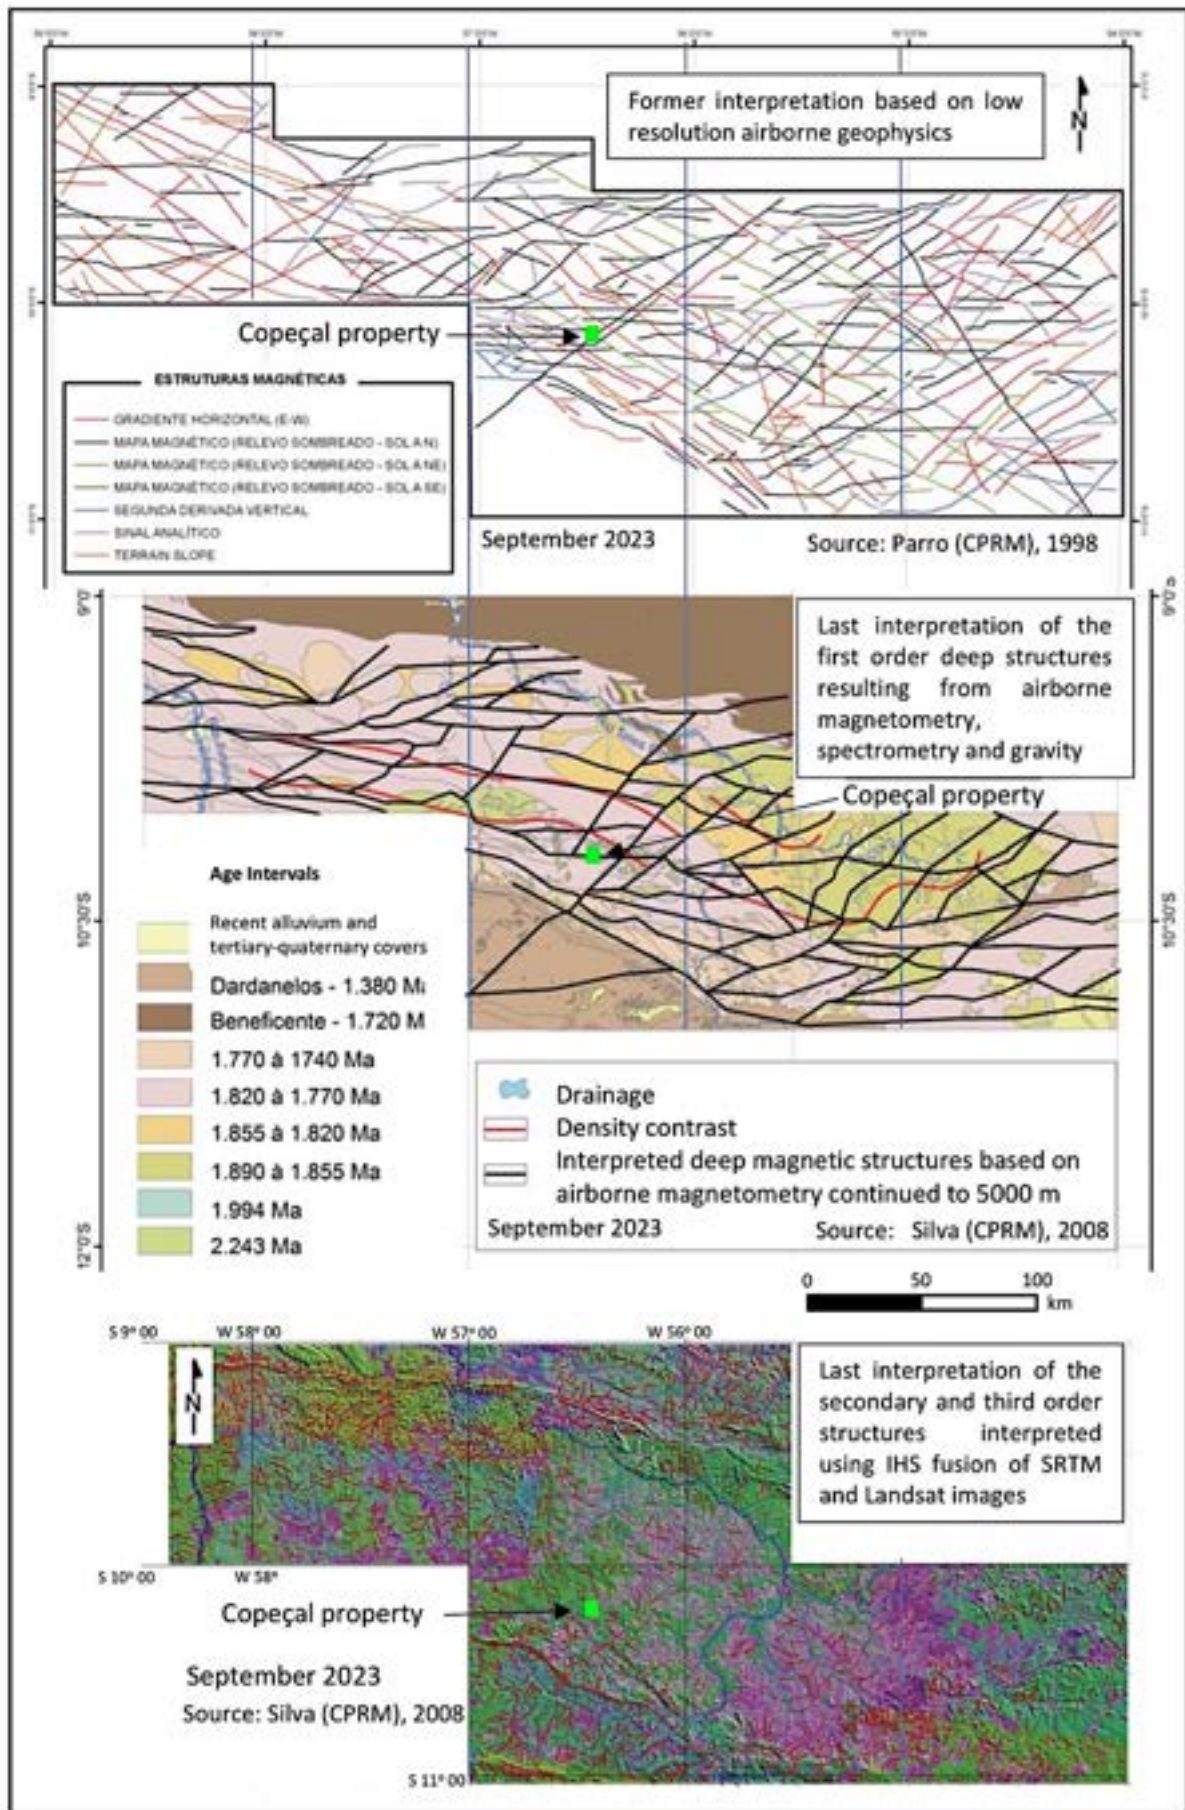 Former interpretation based on low
resolution airborne geophysics
N
Copeçal property
ESTRUTURAS MAGNÉTICAS
GRADIENTE HORIZONTAL (E-W)
MAPA MAGNÉTICO (RELEVO SOMBREADO - SOL A N)
MAPA MAGNÉTICO (RELEVO SOMBREADO - SOL A NE)
MAPA MAGNÉTICO (RELEVO SOMBREADO - SOL A SE)
SEGUNDA DERIVADA VERTICAL
SINAL ANALÍTICO
TERRAIN SLOPE
September 2023
Source: Parro (CPRM), 1998
9°0'
Last interpretation of the
first order deep structures
resulting from airborne
magnetometry,
spectrometry and gravity
Copeçal property
Age Intervals
Recent alluvium and
tertiary-quaternary covers
Dardanelos - 1.380 Ma
Beneficente - 1.720 M
1.770 à 1740 Ma
1.820 à 1.770 Ma
1.855 à 1.820 Ma
1.890 à 1.855 Ma
1.994 Ma
2.243 Ma
10°30'S
10°30'S
12°0'S
Drainage
Density contrast
Interpreted deep magnetic structures based on
airborne magnetometry continued to 5000 m
September 2023
Source: Silva (CPRM), 2008
0 50 100
km
S 9° 00 W 58° 00 W 57° 00 W 56° 00
N
Last interpretation of the
secondary and third order
structures interpreted
using IHS fusion of SRTM
and Landsat images
S 10° 00 W 58°
Copeçal property
September 2023
Source: Silva (CPRM), 2008
S 11° 00